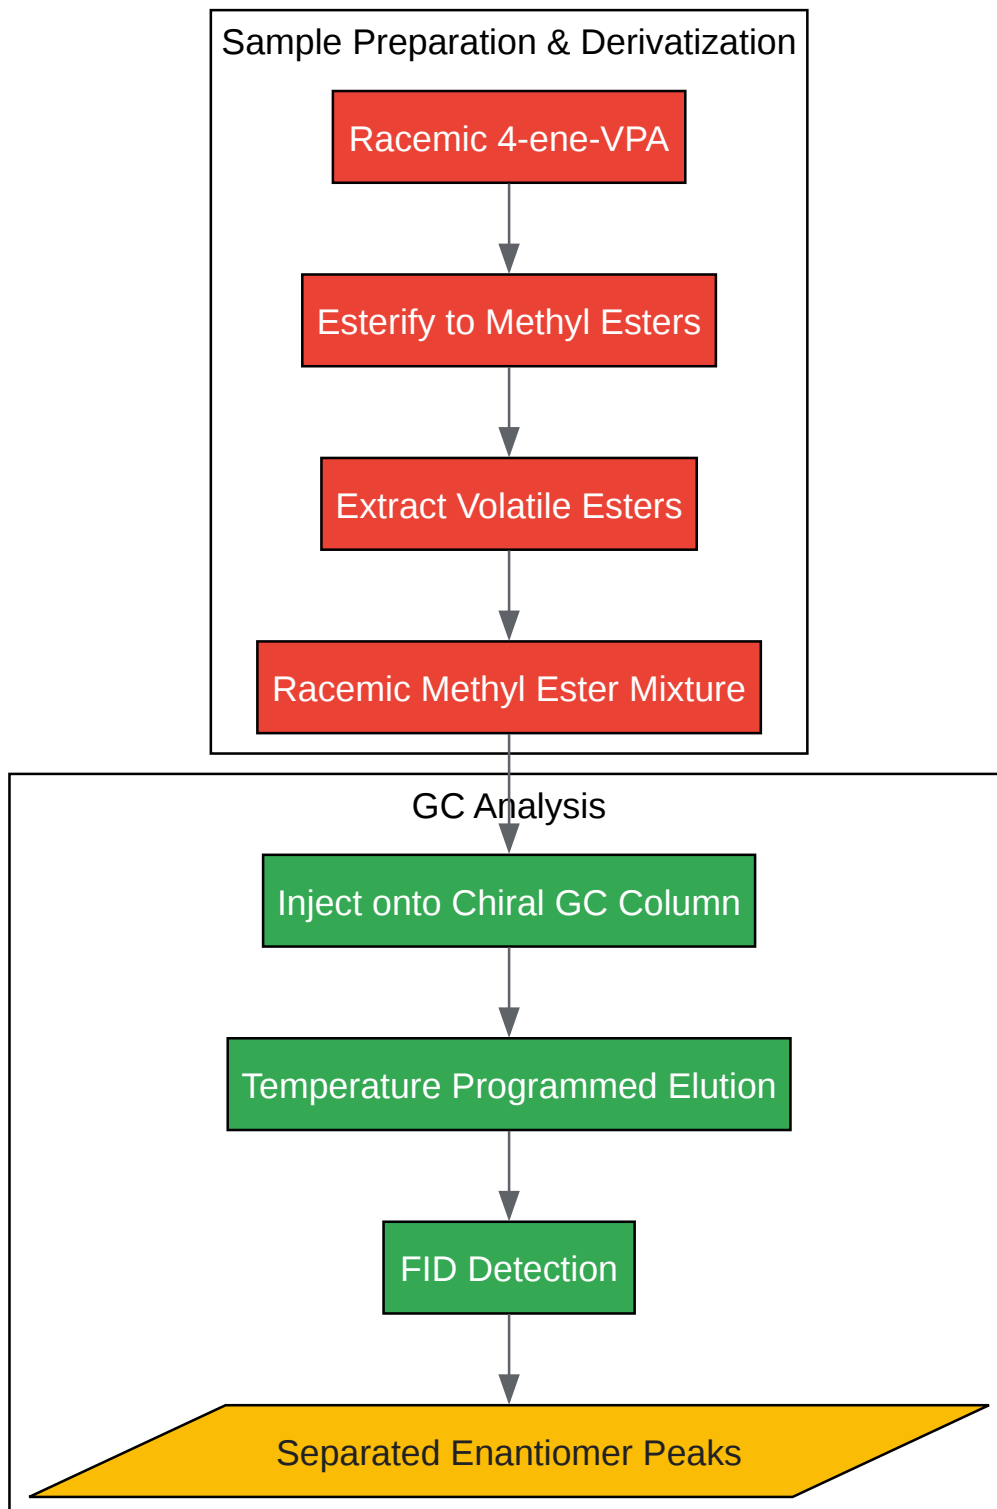 Sample Preparation & Derivatization
Racemic 4-ene-VPA
Esterify to Methyl Esters
Extract Volatile Esters
Racemic Methyl Ester Mixture
GC Analysis
Inject onto Chiral GC Column
Temperature Programmed Elution
FID Detection
Separated Enantiomer Peaks